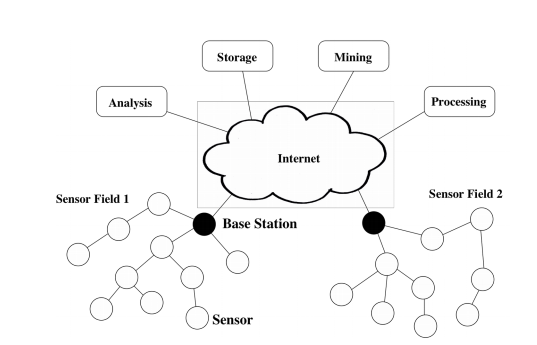 Storage
Mining
Analysis
Processing
Internet
Sensor Field 1
Sensor Field 2
Base Station
Sensor